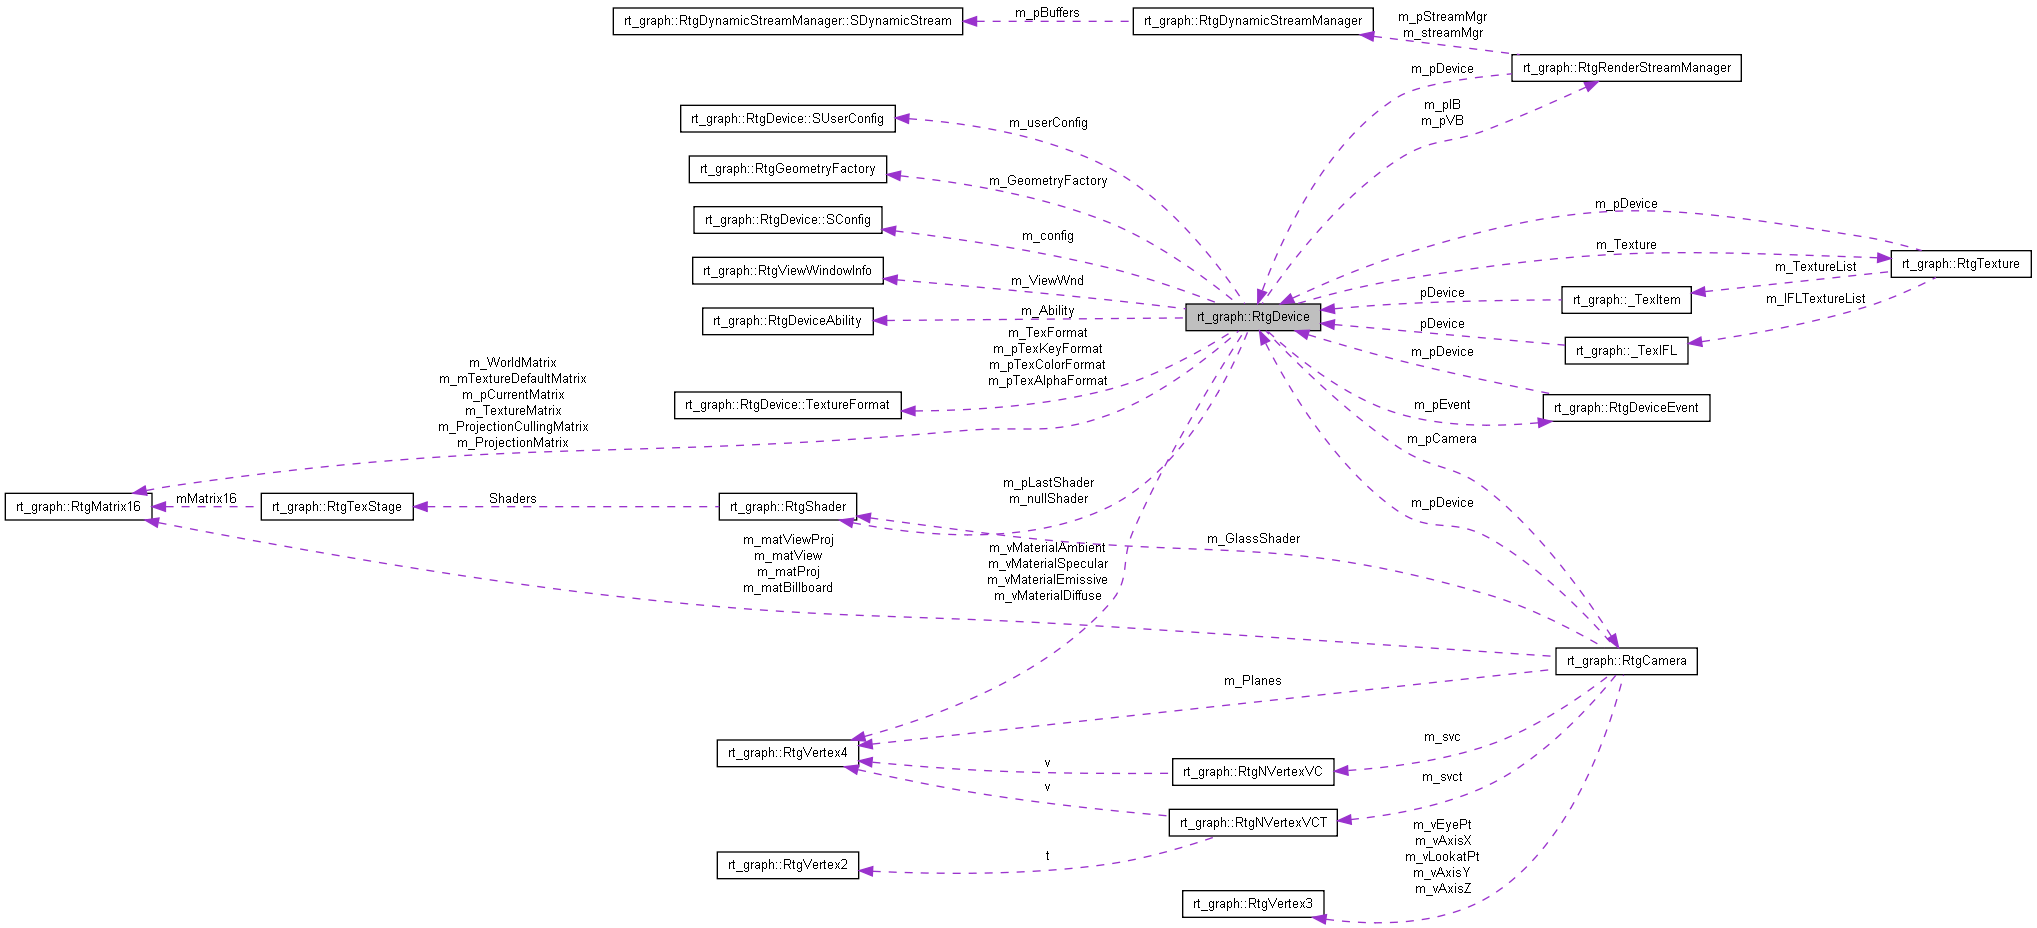 rt_graph::RtgDynamicStreamManager::SDynamicStream
m_pBuffers
rt_graph::RtgDynamicStreamManager
m_pStreamMgr
m_streamMgr
rt_graph::RtgRenderStreamManager
m_pDevice
m_pIB
m_pVB
rt_graph::RtgDevice::SUserConfig
m_userConfig
rt_graph::RtgGeometryFactory
m_GeometryFactory
rt_graph::RtgDevice::SConfig
m_config
rt_graph::RtgViewWindowInfo
m_ViewWnd
rt_graph::RtgDeviceAbility
m_Ability
rt_graph::RtgDevice
m_pDevice
m_Texture
rt_graph::RtgTexture
m_TextureList
pDevice
rt_graph::_TexItem
m_IFLTextureList
pDevice
rt_graph::_TexIFL
m_pDevice
m_TexFormat
m_pTexKeyFormat
m_pTexColorFormat
m_pTexAlphaFormat
rt_graph::RtgDevice::TextureFormat
m_pEvent
rt_graph::RtgDeviceEvent
m_WorldMatrix
m_mTextureDefaultMatrix
m_pCurrentMatrix
m_TextureMatrix
m_ProjectionCullingMatrix
m_ProjectionMatrix
m_pCamera
rt_graph::RtgMatrix16
mMatrix16
rt_graph::RtgTexStage
Shaders
rt_graph::RtgShader
m_pLastShader
m_nullShader
m_pDevice
m_GlassShader
m_matViewProj
m_matView
m_matProj
m_matBillboard
m_vMaterialAmbient
m_vMaterialSpecular
m_vMaterialEmissive
m_vMaterialDiffuse
rt_graph::RtgCamera
m_Planes
rt_graph::RtgVertex4
m_svc
v
rt_graph::RtgNVertexVC
m_svct
v
rt_graph::RtgNVertexVCT
t
rt_graph::RtgVertex2
m_vEyePt
m_vAxisX
m_vLookatPt
m_vAxisY
m_vAxisZ
rt_graph::RtgVertex3